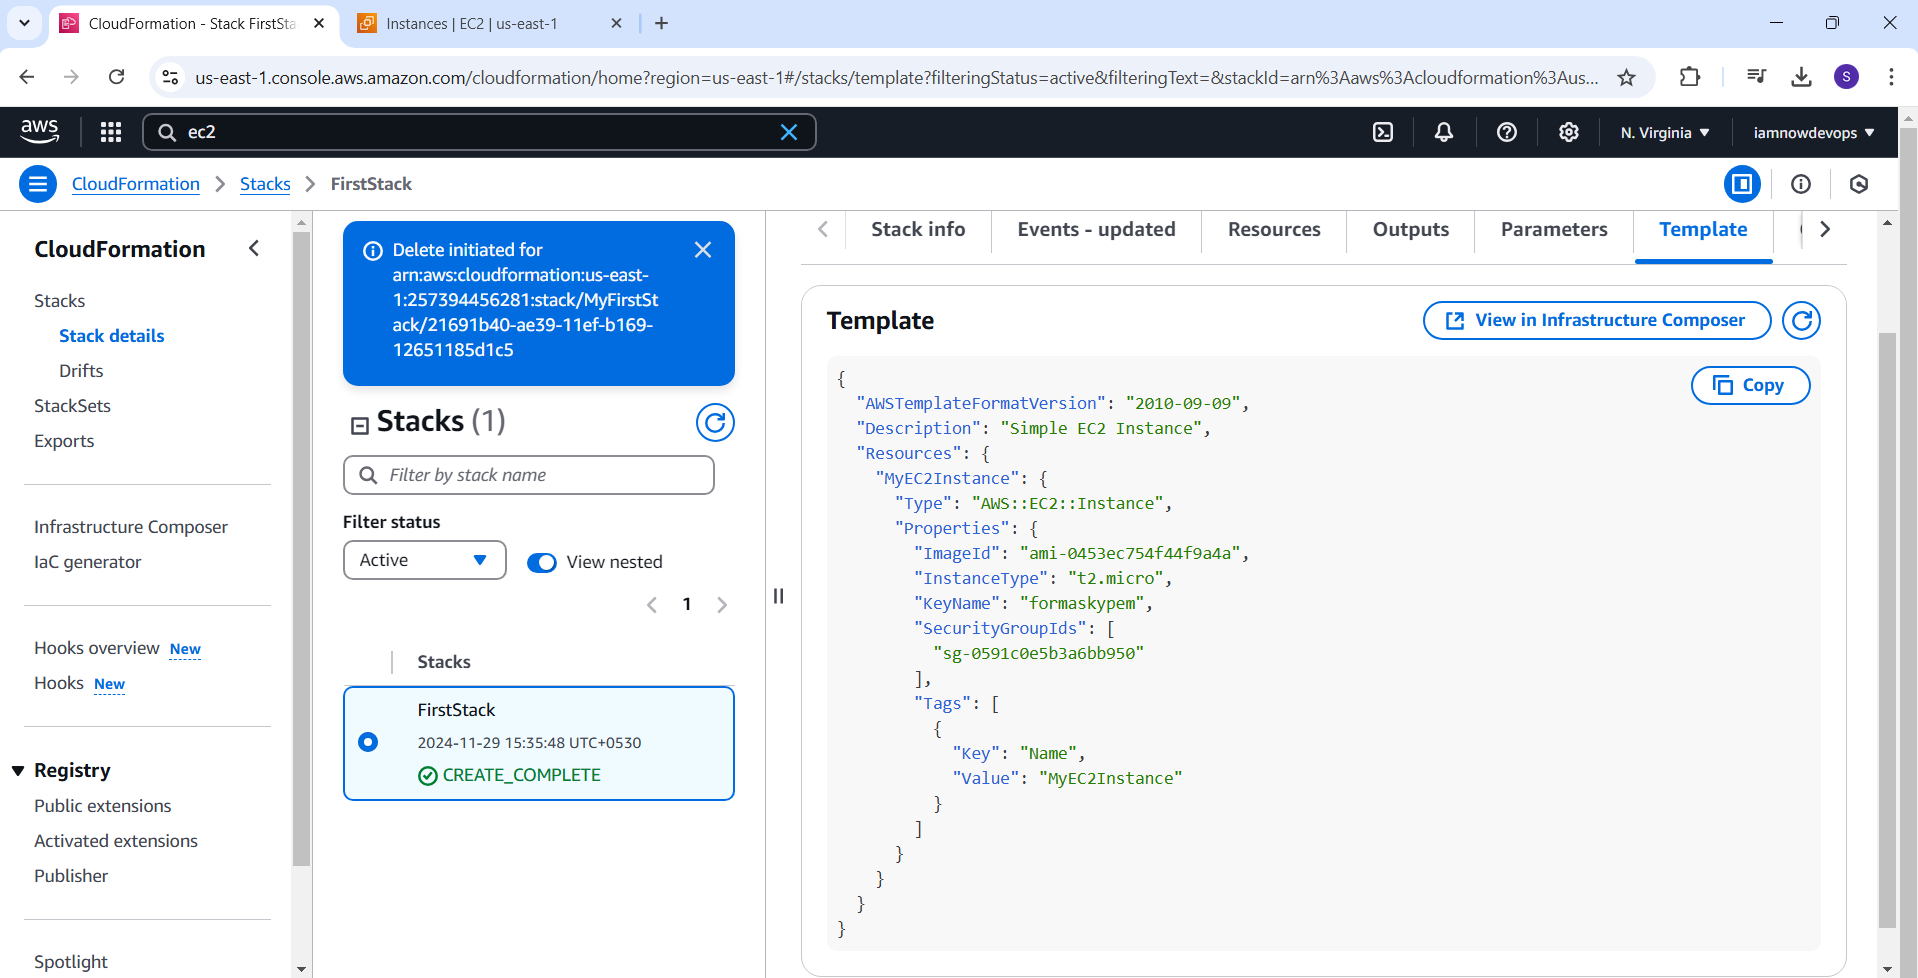 CloudFormation - Stack FirstSta
Instances | EC2 | us-east-1
us-east-1.console.aws.amazon.com/cloudformation/home?region=us-east-1#/stacks/template?filteringStatus=active&filteringText=&stackId=arn%3Aaws%3Acloudformation%3Aus...
S
aws
ec2
N. Virginia
iamnowdevops
CloudFormation
Stacks
FirstStack
CloudFormation
Stacks
Stack details
Drifts
StackSets
Exports
Infrastructure Composer
IaC generator
Hooks overview New
Hooks New
Registry
Public extensions
Activated extensions
Publisher
Spotlight
Delete initiated for
arn:aws:cloudformation:us-east-
1:257394456281:stack/MyFirstSt
ack/21691b40-ae39-11ef-b169-
12651185d1c5
Stacks (1)
Filter by stack name
Filter status
Active
View nested
1
Stacks
FirstStack
2024-11-29 15:35:48 UTC+0530
CREATE_COMPLETE
Stack info
Events - updated
Resources
Outputs
Parameters
Template
Template
View in Infrastructure Composer
Copy
{
"AWSTemplateFormatVersion": "2010-09-09",
"Description": "Simple EC2 Instance",
"Resources": {
"MyEC2Instance": {
"Type": "AWS::EC2::Instance",
"Properties": {
"ImageId": "ami-0453ec754f44f9a4a",
"InstanceType": "t2.micro",
"KeyName": "formaskypem",
"SecurityGroupIds": [
"sg-0591c0e5b3a6bb950"
],
"Tags": [
{
"Key": "Name",
"Value": "MyEC2Instance"
}
]
}
}
}
}